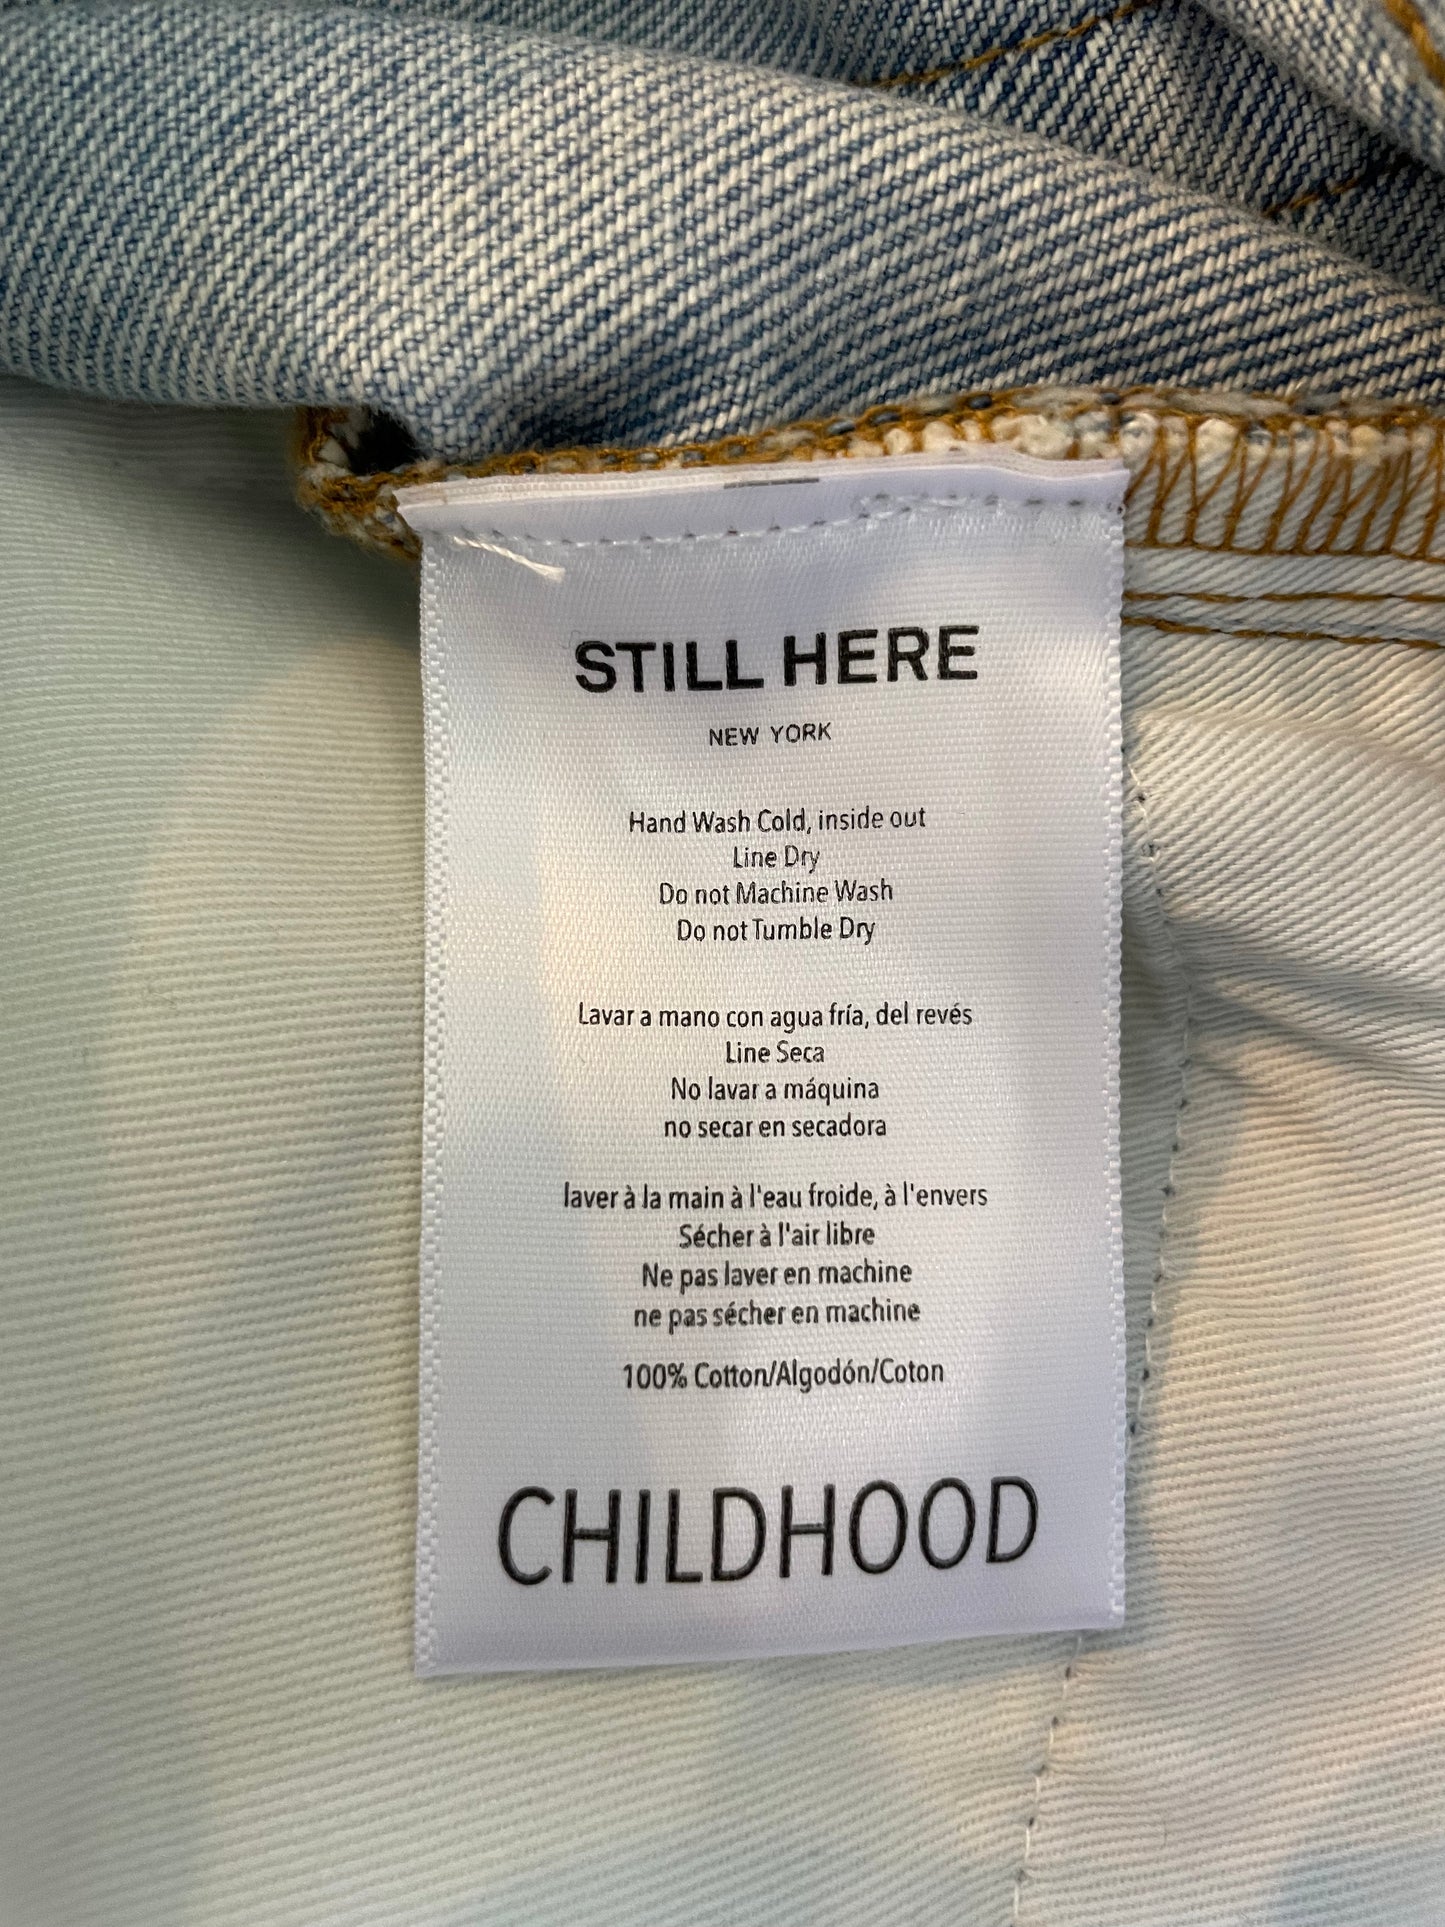 STILL HERE
NEW YORK
Hand Wash Cold, inside out
Line Dry
Do not Machine Wash
Do not Tumble Dry
Lavar a mano con agua fría, del revés
Line Seca
No lavar a máquina
no secar en secadora
laver à la main à l'eau froide, à l'envers
Sécher à l'air libre
Ne pas laver en machine
ne pas sécher en machine
100% Cotton/Algodón/Coton
CHILDHOOD